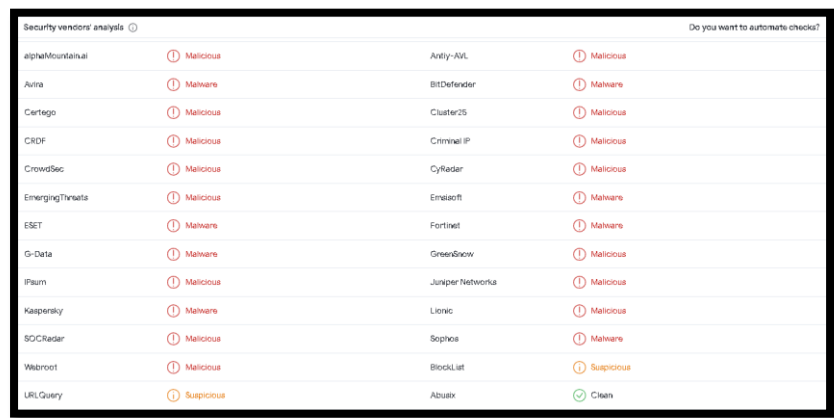 Security vendors' analysis Do you want to automate checks?
alphaMountain.ai Malicious Antiy-AVL Malicious
Avira Malware BitDefender Malware
Certego Malicious Cluster25 Malicious
CRDF Malicious Criminal IP Malicious
CrowdSec Malicious CyRadar Malicious
EmergingThreats Malicious Emsisoft Malware
ESET Malware Fortinet Malware
G-Data Malware GreenSnow Malicious
IPsum Malicious Juniper Networks Malicious
Kaspersky Malware Lionic Malicious
SOCRadar Malicious Sophos Malware
Webroot Malicious BlockList Suspicious
URLQuery Suspicious Abusix Clean